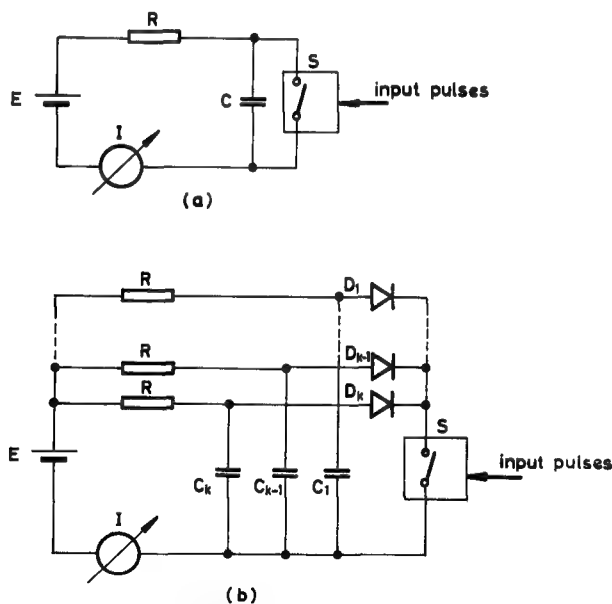 R
I
E
C
S
input pulses
(a)
R
D1
R
Dk-1
R
Dk
E
S
input pulses
Ck
Ck-1
C1
I
(b)